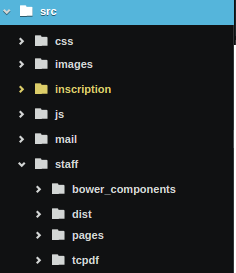 src
css
images
inscription
js
mail
staff
bower_components
dist
pages
tcpdf